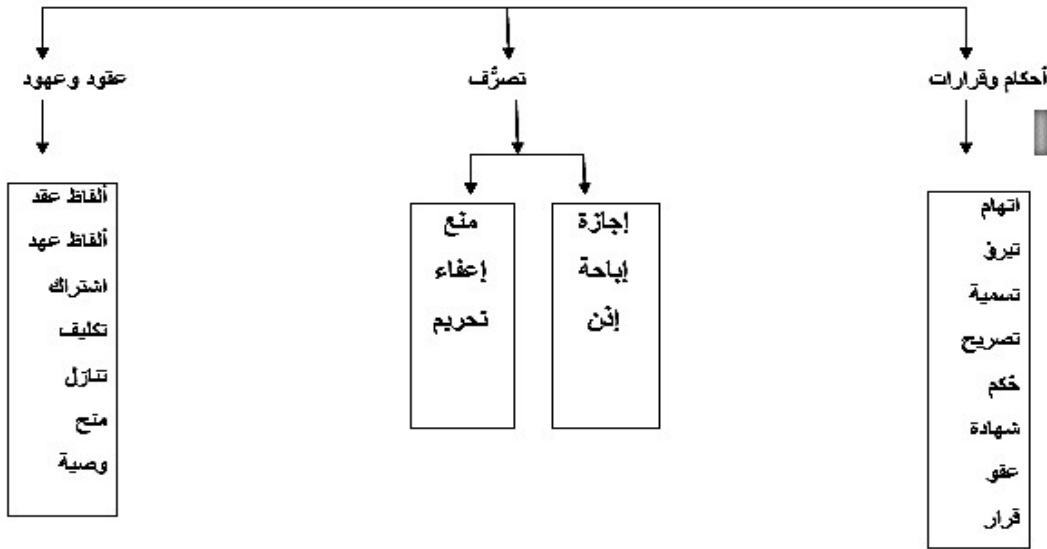 أحكام وقرارات
اتهام
تبرؤ
تسمية
تصريح
حُكم
شهادة
عفو
قرار
تصرُّف
إجازة
إباحة
إذن
منع
إعفاء
تحريم
عقود وعهود
ألفاظ عقد
ألفاظ عهد
اشتراك
تكليف
تنازل
منح
وصية